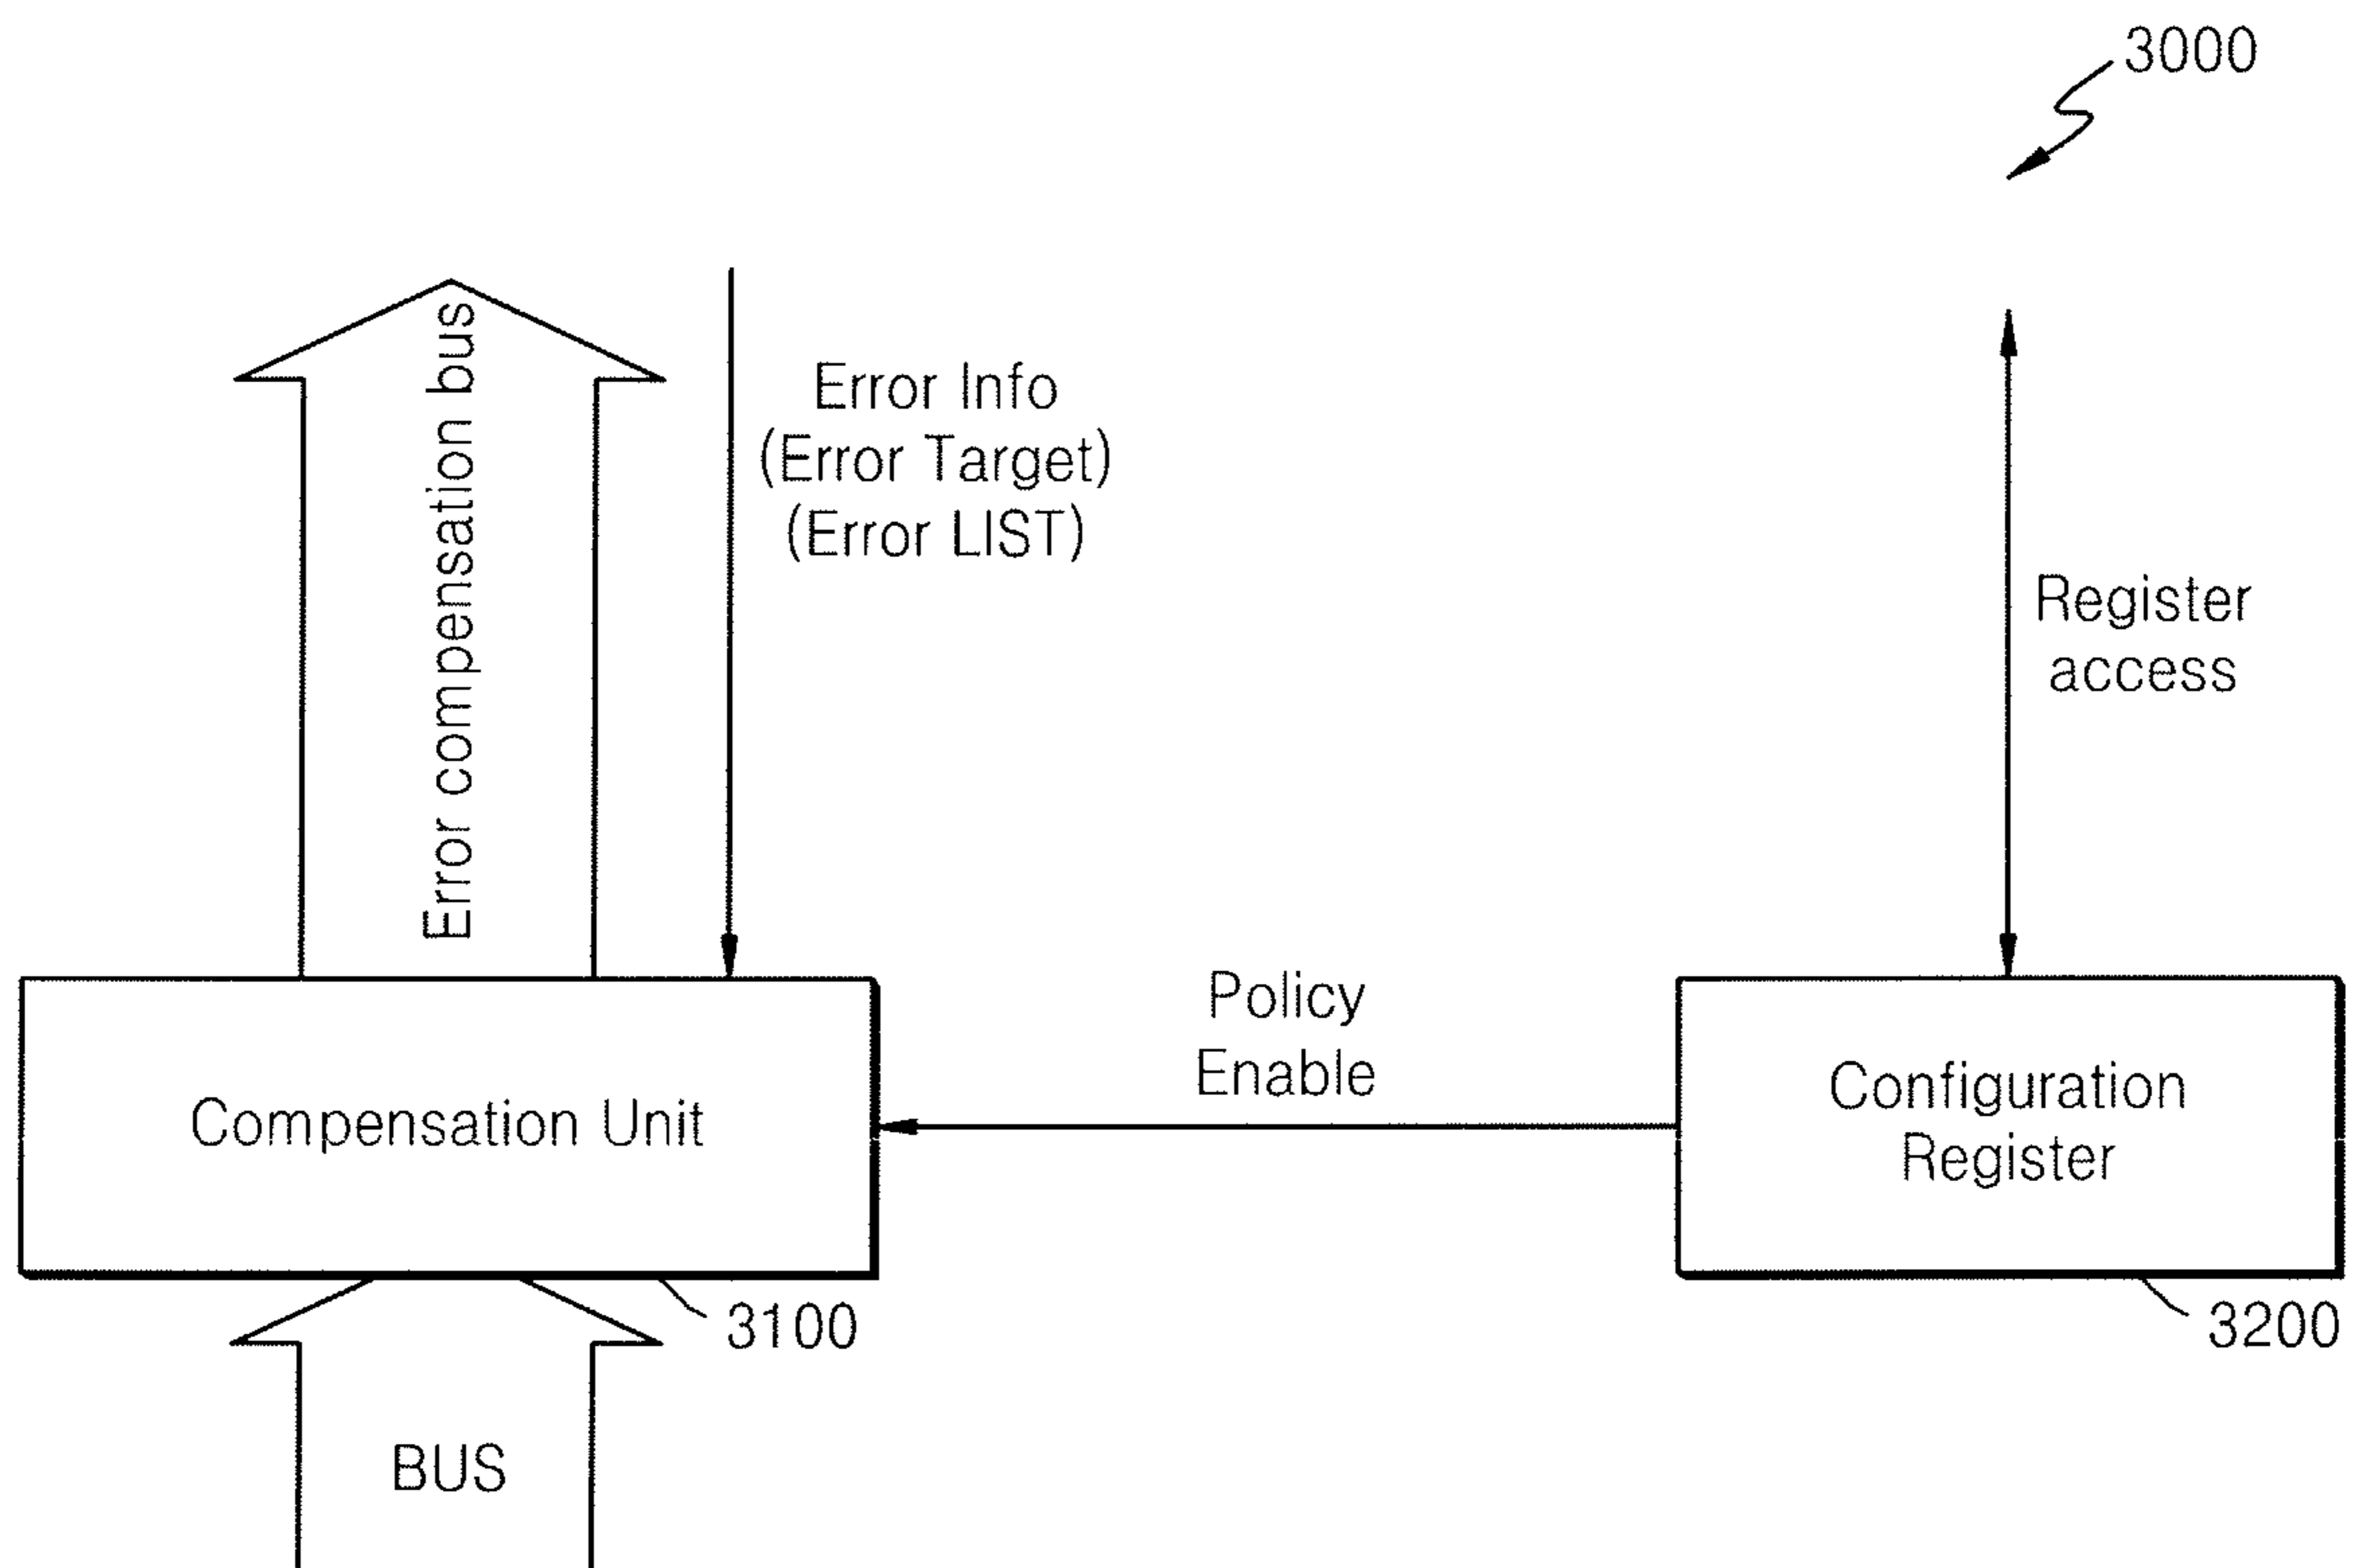 3000
Error compensation bus
Error Info
(Error Target)
(Error LIST)
Register
access
Policy
Enable
Compensation Unit
Configuration
Register
3100
3200
BUS